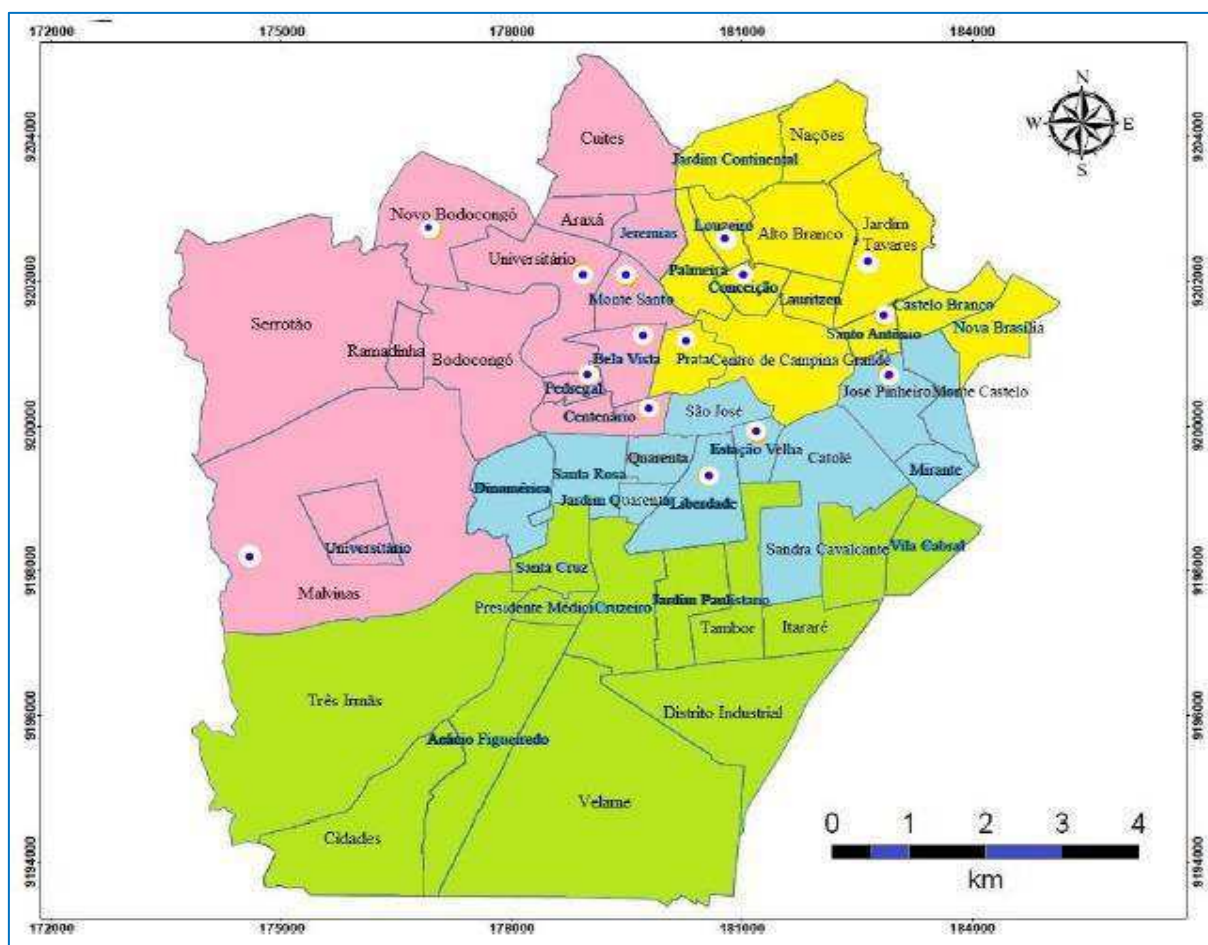 172000 175000 178000 181000 184000
N
W E
S
9204000 9204000
Nações
Cuites
Jardim Continental
Novo Bodocongó
Araxá
Louzeiro
Jardim
Tavares
Jeremias
Alto Branco
Universitário
Palmeira
Conceição
9202000 9202000
Monte Santo
Lauritzen
Castelo Branco
Serrotão
Santo Antônio
Nova Brasília
Ramadinha
Bodocongó
Bela Vista
Prata
Centro de Campina Grande
Pedregal
José Pinheiro
Monte Castelo
Centenário
São José
9200000 9200000
Estação Velha
Quarenta
Catolé
Santa Rosa
Mirante
Dinamérica
Jardim Quarenta
Liberdade
Universitário
Sandra Cavalcante
Vila Cabral
9198000 9198000
Santa Cruz
Malvinas
Presidente Médici
Cruzeiro
Jardim Paulistano
Tambor
Itararé
Três Irmãs
Distrito Industrial
9196000 9196000
Acácio Figueiredo
Velame
Cidades
0 1 2 3 4
km
9194000 9194000
172000 175000 178000 181000 184000